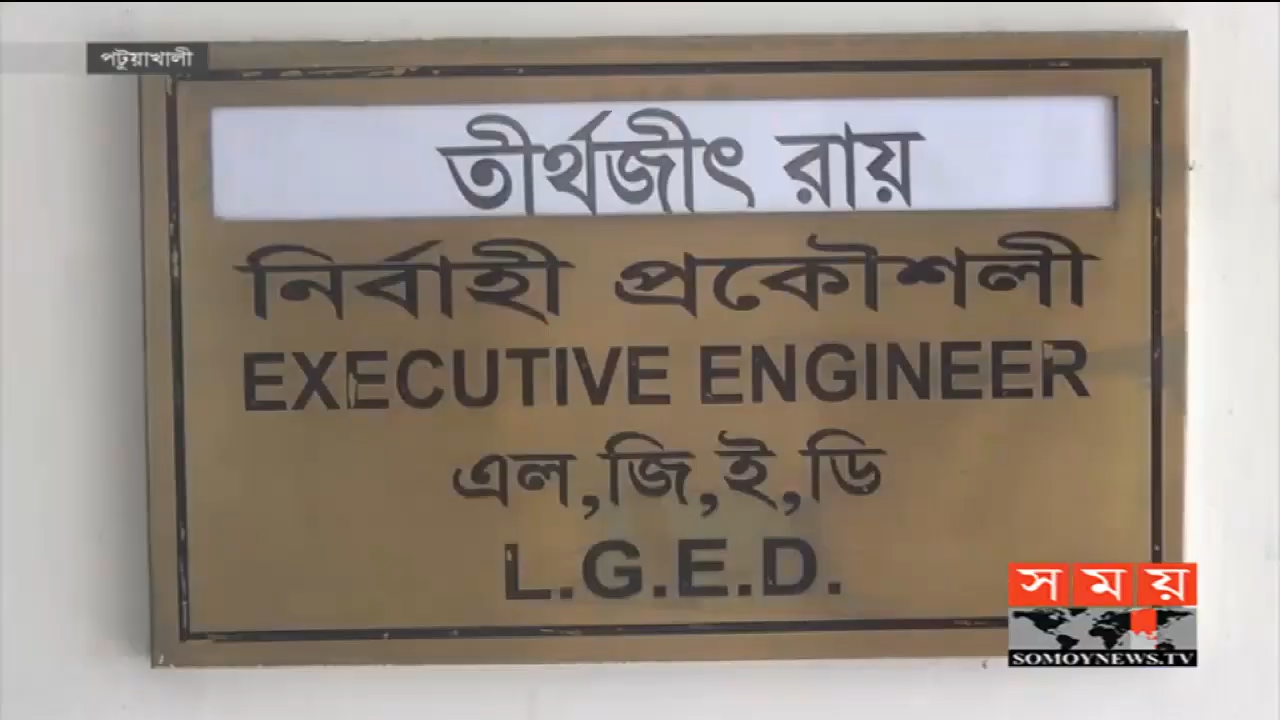 পটুয়াখালী
তীর্থজীৎ রায়
নির্বাহী প্রকৌশলী
EXECUTIVE ENGINEER
এল,জি,ই,ডি
L.G.E.D.
সময়
SOMOYNEWS.TV